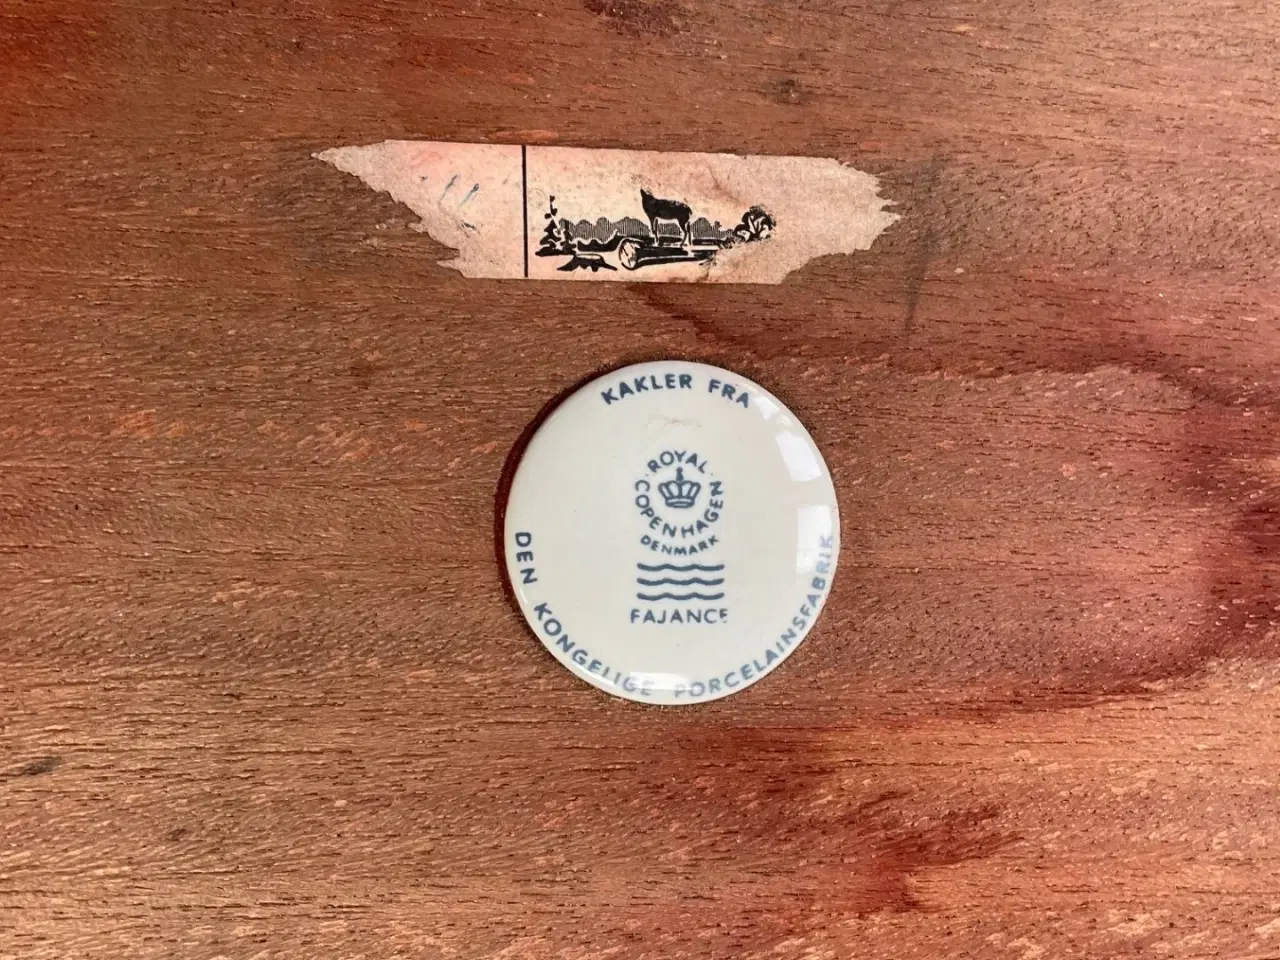 KAKLER FRA
ROYAL COPENHAGEN
DENMARK
FAJANCE
DEN KONGELIGE PORCELAINSFABRIK